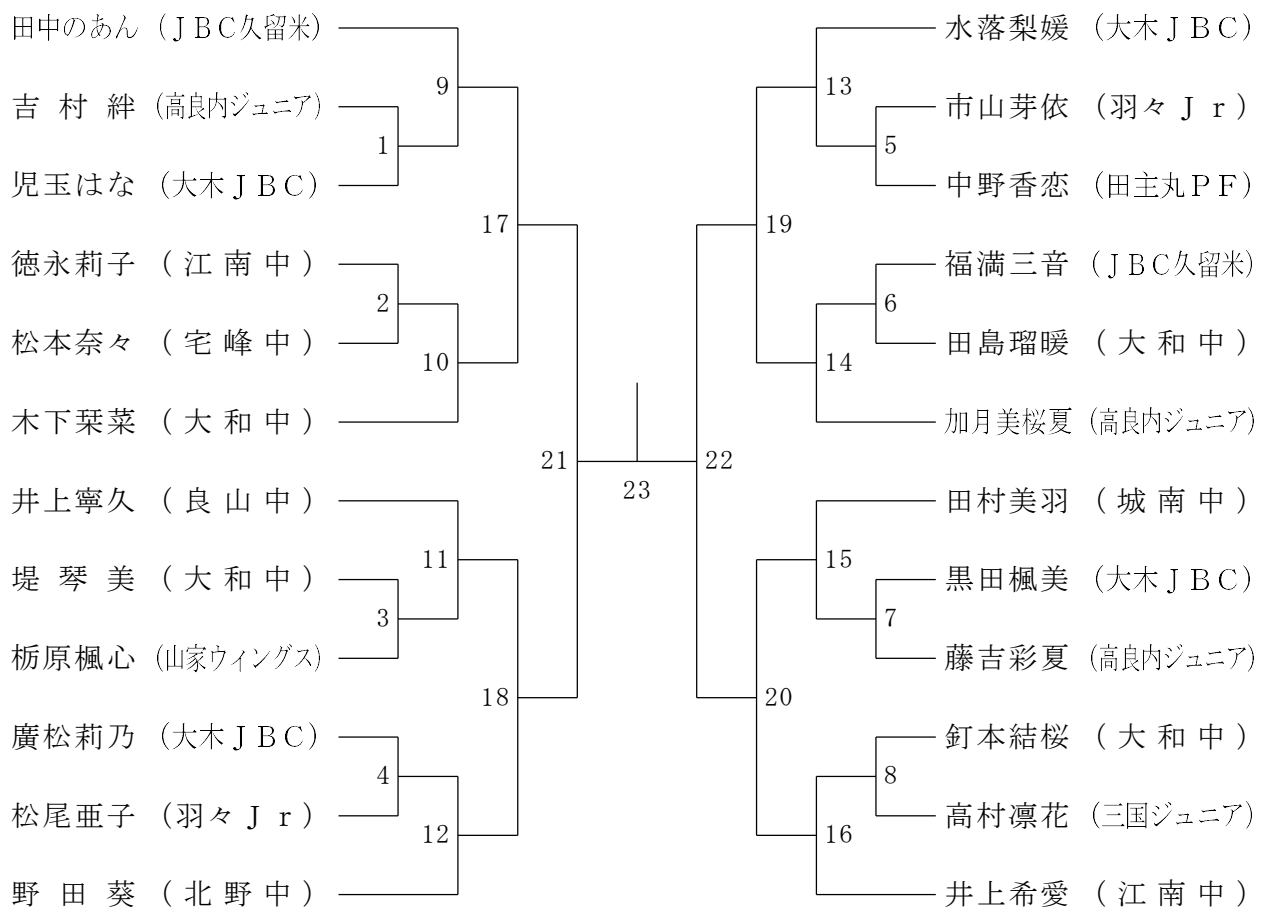 田中のあん（ＪＢＣ久留米）
9
吉村絆（高良内ジュニア）
1
児玉はな（大木ＪＢＣ）
17
徳永莉子（江南中）
2
松本奈々（宅峰中）
10
木下栞菜（大和中）
21
井上寧久（良山中）
11
堤琴美（大和中）
3
栃原楓心（山家ウィングス）
18
廣松莉乃（大木ＪＢＣ）
4
松尾亜子（羽々Ｊｒ）
12
野田葵（北野中）
23
水落梨媛（大木ＪＢＣ）
13
市山芽依（羽々Ｊｒ）
5
中野香恋（田主丸ＰＦ）
19
福満三音（ＪＢＣ久留米）
6
田島瑠暖（大和中）
14
加月美桜夏（高良内ジュニア）
22
田村美羽（城南中）
15
黒田楓美（大木ＪＢＣ）
7
藤吉彩夏（高良内ジュニア）
20
釘本結桜（大和中）
8
高村凛花（三国ジュニア）
16
井上希愛（江南中）